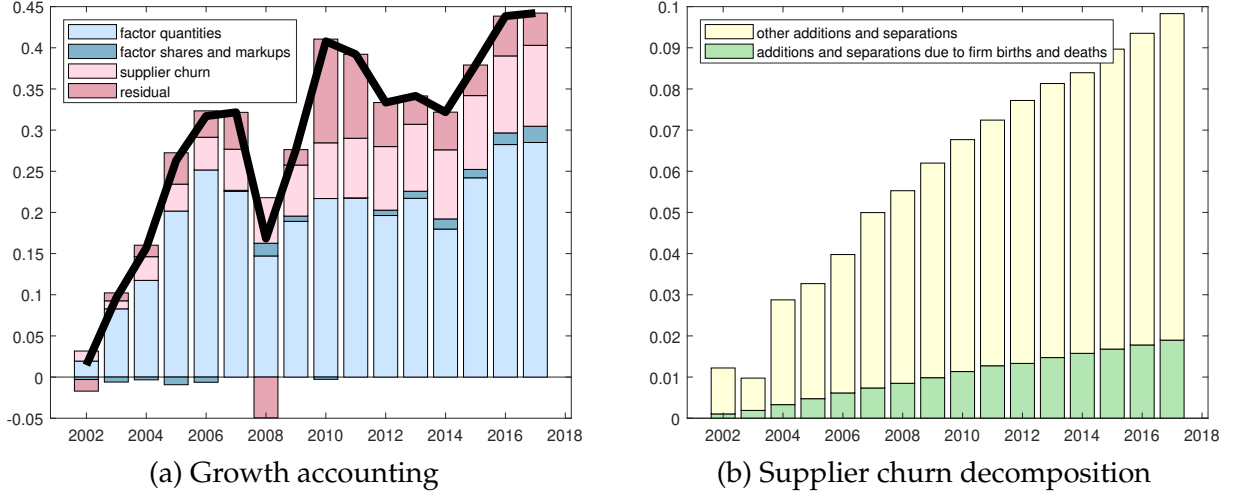 0.45
0.4
0.35
0.3
0.25
0.2
0.15
0.1
0.05
0
-0.05
factor quantities
factor shares and markups
supplier churn
residual
2002 2004 2006 2008 2010 2012 2014 2016 2018
(a) Growth accounting
0.1
0.09
0.08
0.07
0.06
0.05
0.04
0.03
0.02
0.01
0
other additions and separations
additions and separations due to firm births and deaths
2002 2004 2006 2008 2010 2012 2014 2016 2018
(b) Supplier churn decomposition